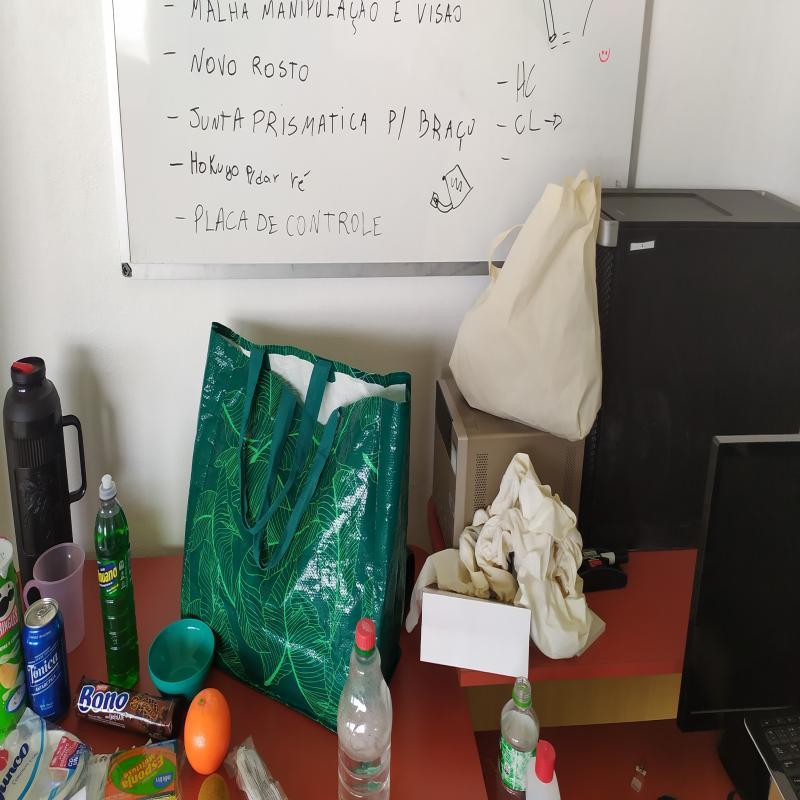 - MALHA MANIPULAÇÃO E VISÃO
- NOVO ROSTO
- JUNTA PRISMATICA P/ BRAÇO
- HOKUYO P/dar ré
- PLACA DE CONTROLE
- HC
- CL →
-
Tônica
Bono
Esponja